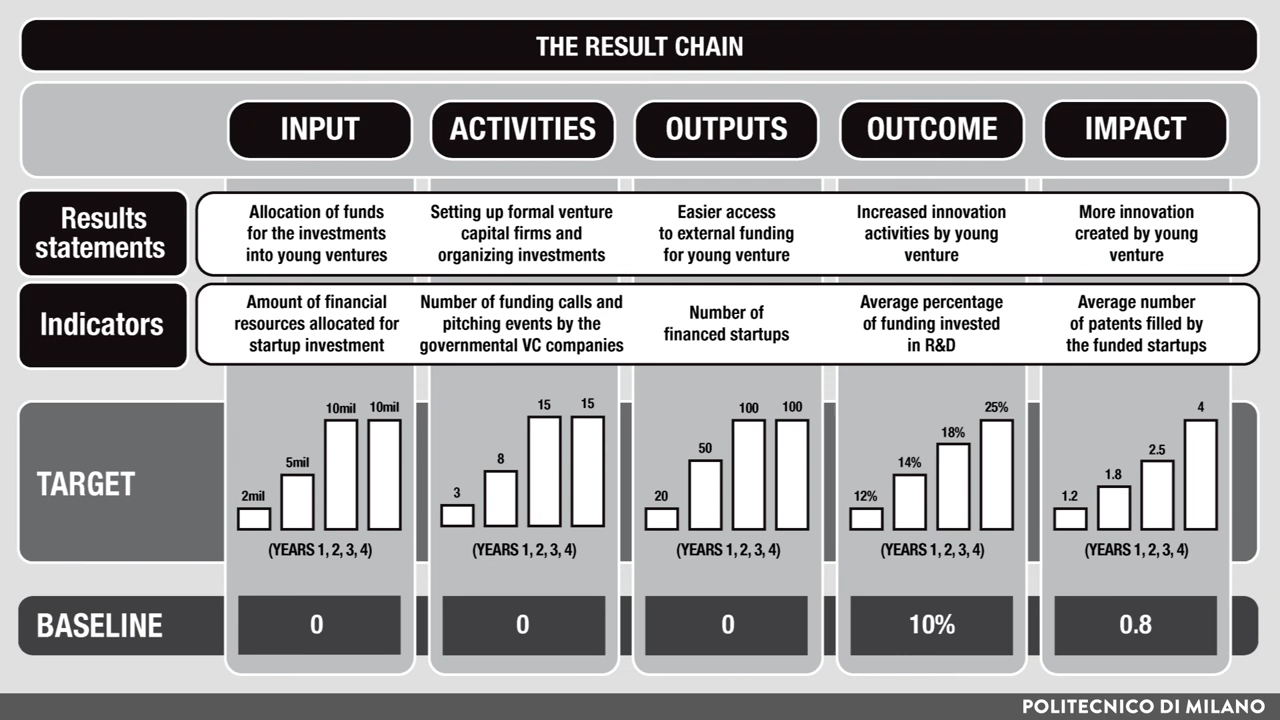 THE RESULT CHAIN
INPUT
ACTIVITIES
OUTPUTS
OUTCOME
IMPACT
Results
statements
Allocation of funds
for the investments
into young ventures
Setting up formal venture
capital firms and
organizing investments
Easier access
to external funding
for young venture
Increased innovation
activities by young
venture
More innovation
created by young
venture
Indicators
Amount of financial
resources allocated for
startup investment
Number of funding calls and
pitching events by the
governmental VC companies
Number of
financed startups
Average percentage
of funding invested
in R&D
Average number
of patents filled by
the funded startups
TARGET
2mil
5mil
10mil
10mil
(YEARS 1, 2, 3, 4)
3
8
15
15
(YEARS 1, 2, 3, 4)
20
50
100
100
(YEARS 1, 2, 3, 4)
12%
14%
18%
25%
(YEARS 1, 2, 3, 4)
1.2
1.8
2.5
4
(YEARS 1, 2, 3, 4)
BASELINE
0
0
0
10%
0.8
POLITECNICO DI MILANO